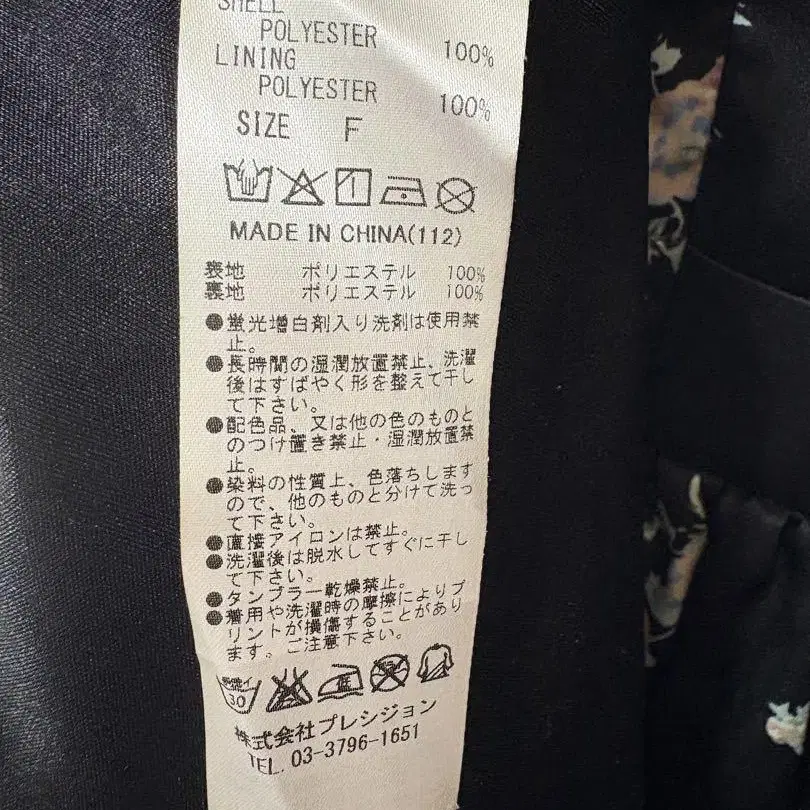 SHELL
POLYESTER 100%
LINING
POLYESTER 100%
SIZE F
MADE IN CHINA(112)
表地 ポリエステル 100%
裏地 ポリエステル 100%
●蛍光増白剤入り洗剤は使用禁
止。
●長時間の湿潤放置禁止、洗濯
後はすばやく形を整えて干し
て下さい。
●配色品、又は他の色のものと
のつけ置き禁止・湿潤放置禁
止。
●染料の性質上、色落ちします
ので、他のものと分けて洗っ
て下さい。
●直接アイロンは禁止。
●洗濯後は脱水してすぐに干し
て下さい。
●タンブラー乾燥禁止。
●着用や洗濯時の摩擦によりプ
リントが損傷することがあり
ます。ご注意下さい。
手洗イ
30
低
株式会社プレシジョン
TEL. 03-3796-1651